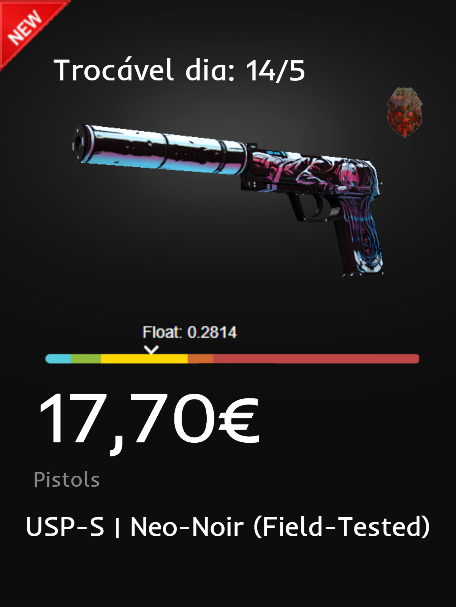 NEW
Trocável dia: 14/5
Float: 0.2814
17,70€
Pistols
USP-S | Neo-Noir (Field-Tested)